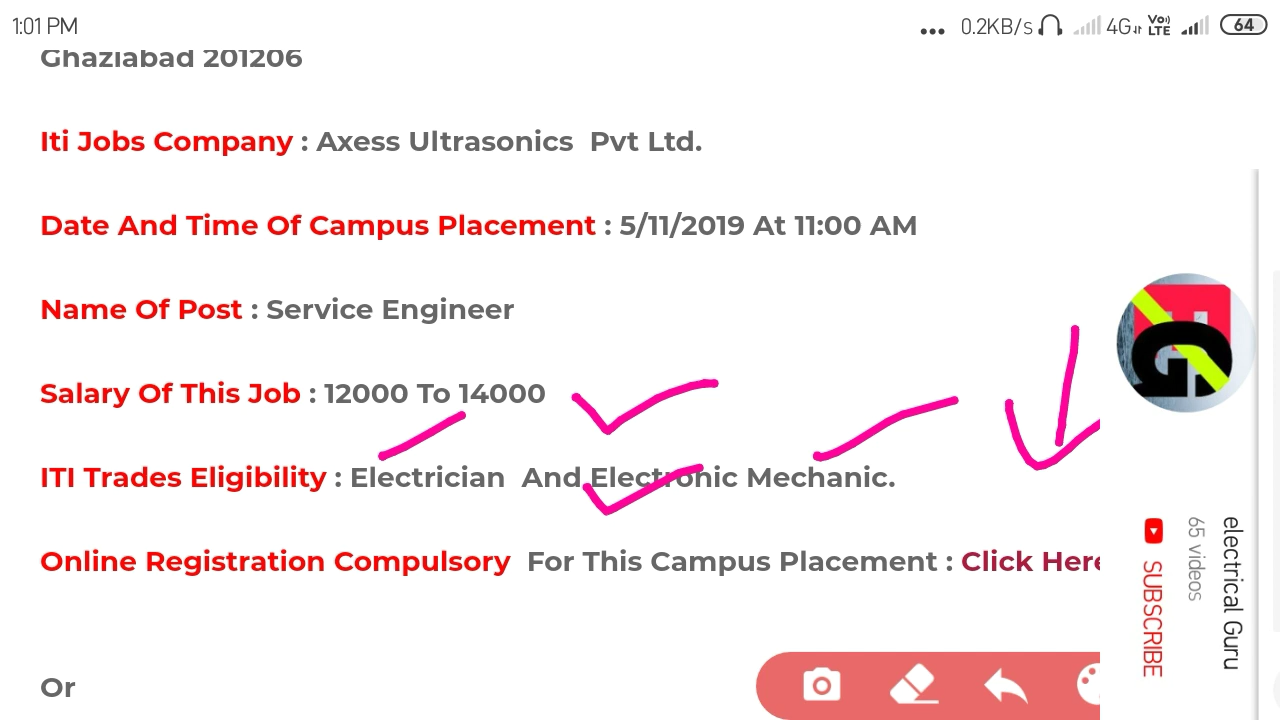 1:01 PM
0.2KB/s 4G Vo)) LTE 64
Ghaziabad 201206
Iti Jobs Company : Axess Ultrasonics Pvt Ltd.
Date And Time Of Campus Placement : 5/11/2019 At 11:00 AM
Name Of Post : Service Engineer
Salary Of This Job : 12000 To 14000
ITI Trades Eligibility : Electrician And Electronic Mechanic.
Online Registration Compulsory For This Campus Placement : Click Here
Or
EG
electrical Guru
65 videos
SUBSCRIBE